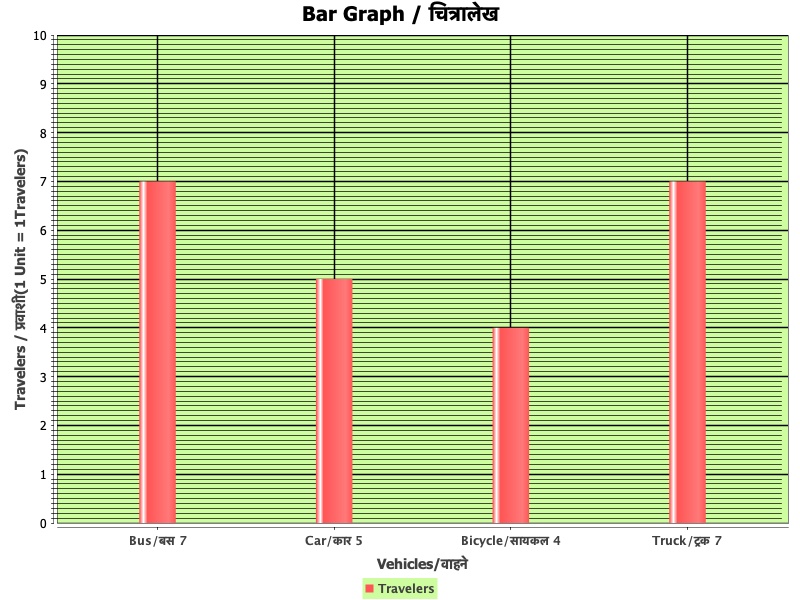 Bar Graph / चित्रालेख
Travelers / प्रवाशी(1 Unit = 1Travelers)
10
9
8
7
6
5
4
3
2
1
0
Bus/बस 7 Car/कार 5 Bicycle/सायकल 4 Truck/ट्रक 7
Vehicles/वाहने
Travelers